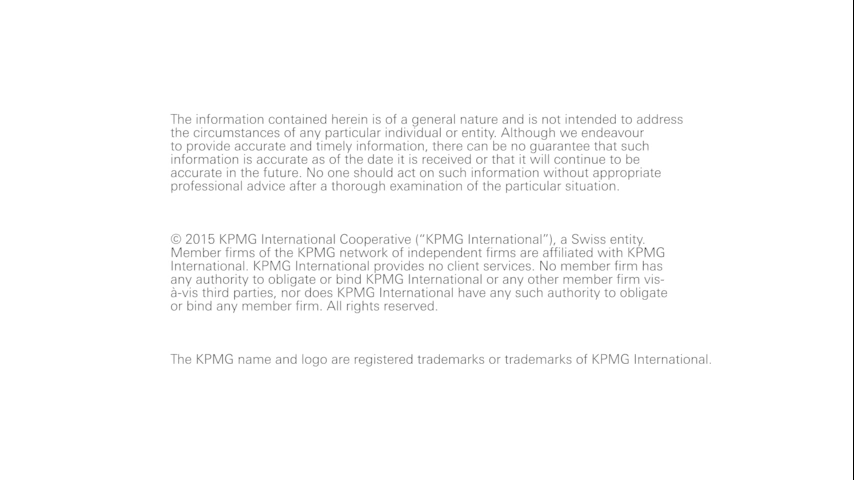 The information contained herein is of a general nature and is not intended to address
the circumstances of any particular individual or entity. Although we endeavour
to provide accurate and timely information, there can be no guarantee that such
information is accurate as of the date it is received or that it will continue to be
accurate in the future. No one should act on such information without appropriate
professional advice after a thorough examination of the particular situation.
© 2015 KPMG International Cooperative (“KPMG International”), a Swiss entity.
Member firms of the KPMG network of independent firms are affiliated with KPMG
International. KPMG International provides no client services. No member firm has
any authority to obligate or bind KPMG International or any other member firm vis-
à-vis third parties, nor does KPMG International have any such authority to obligate
or bind any member firm. All rights reserved.
The KPMG name and logo are registered trademarks or trademarks of KPMG International.